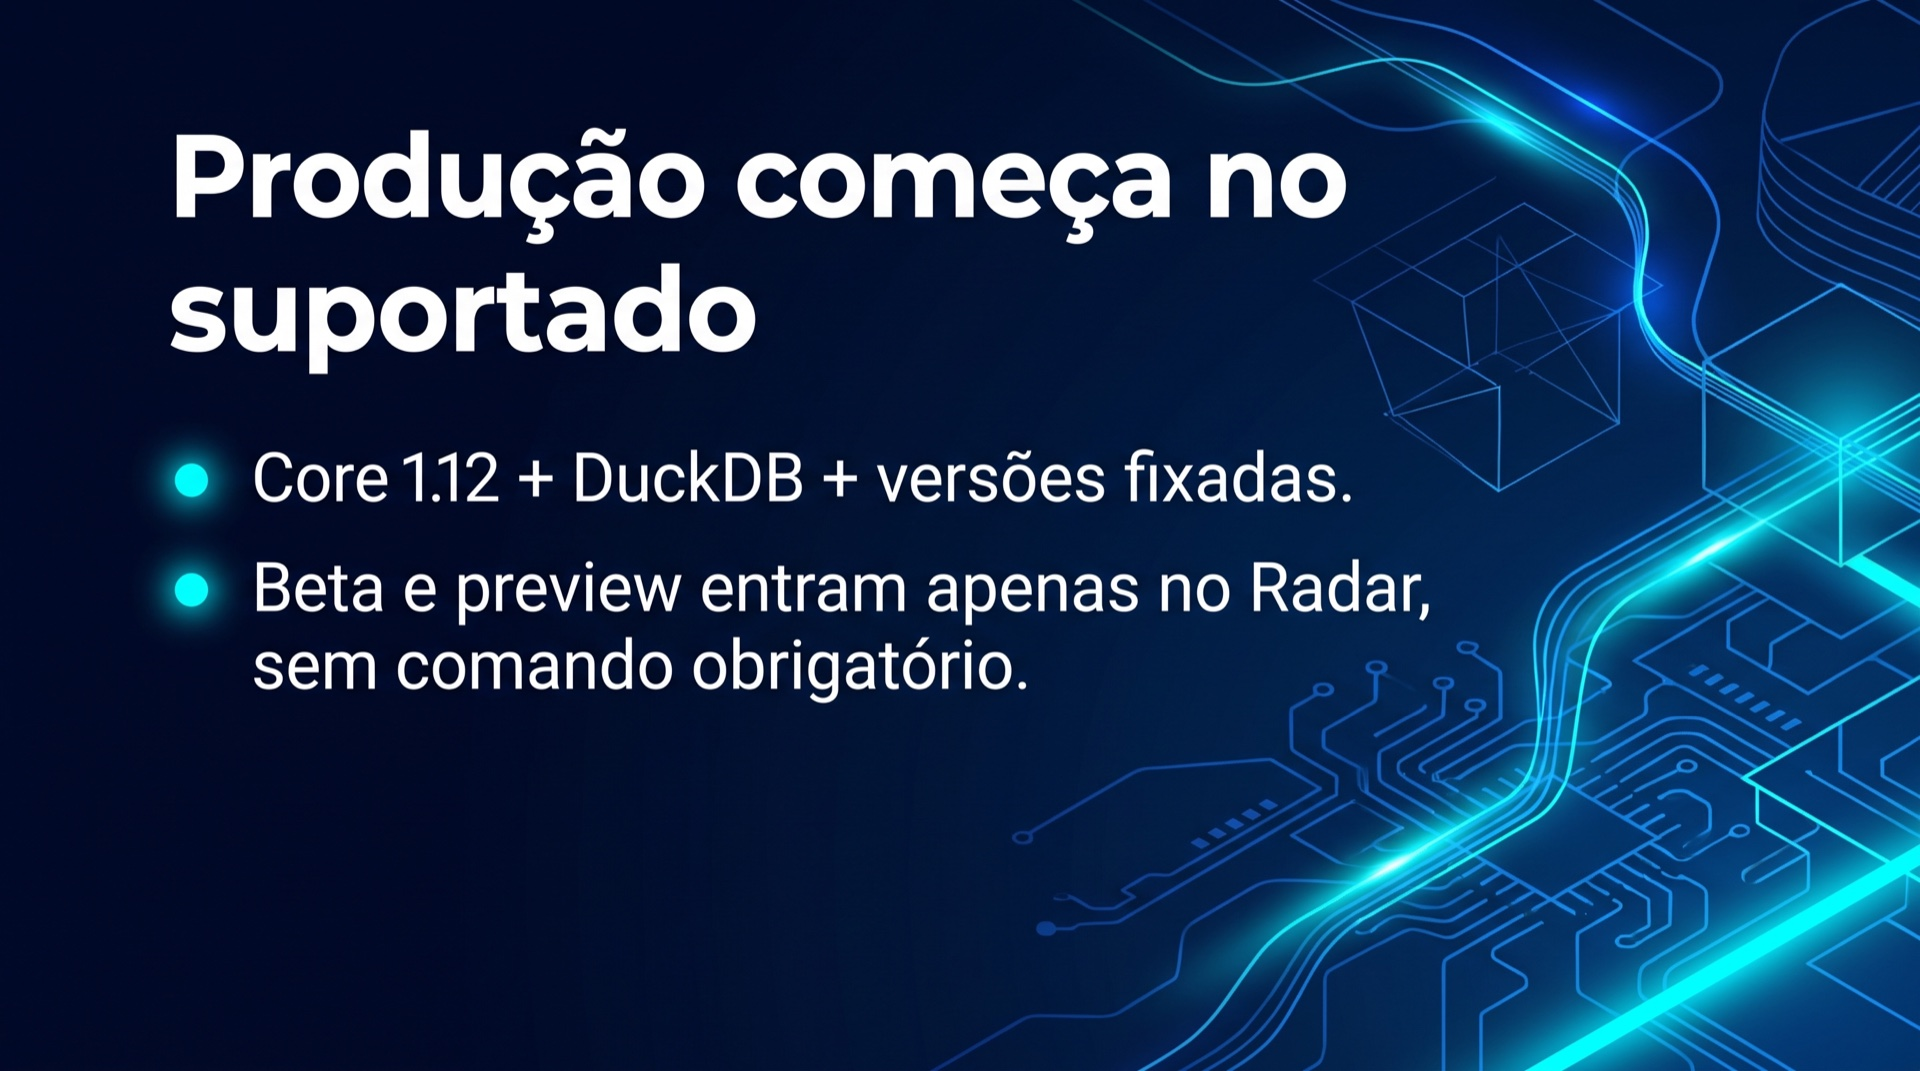 Produção começa no
suportado
Core 1.12 + DuckDB + versões fixadas.
Beta e preview entram apenas no Radar,
sem comando obrigatório.